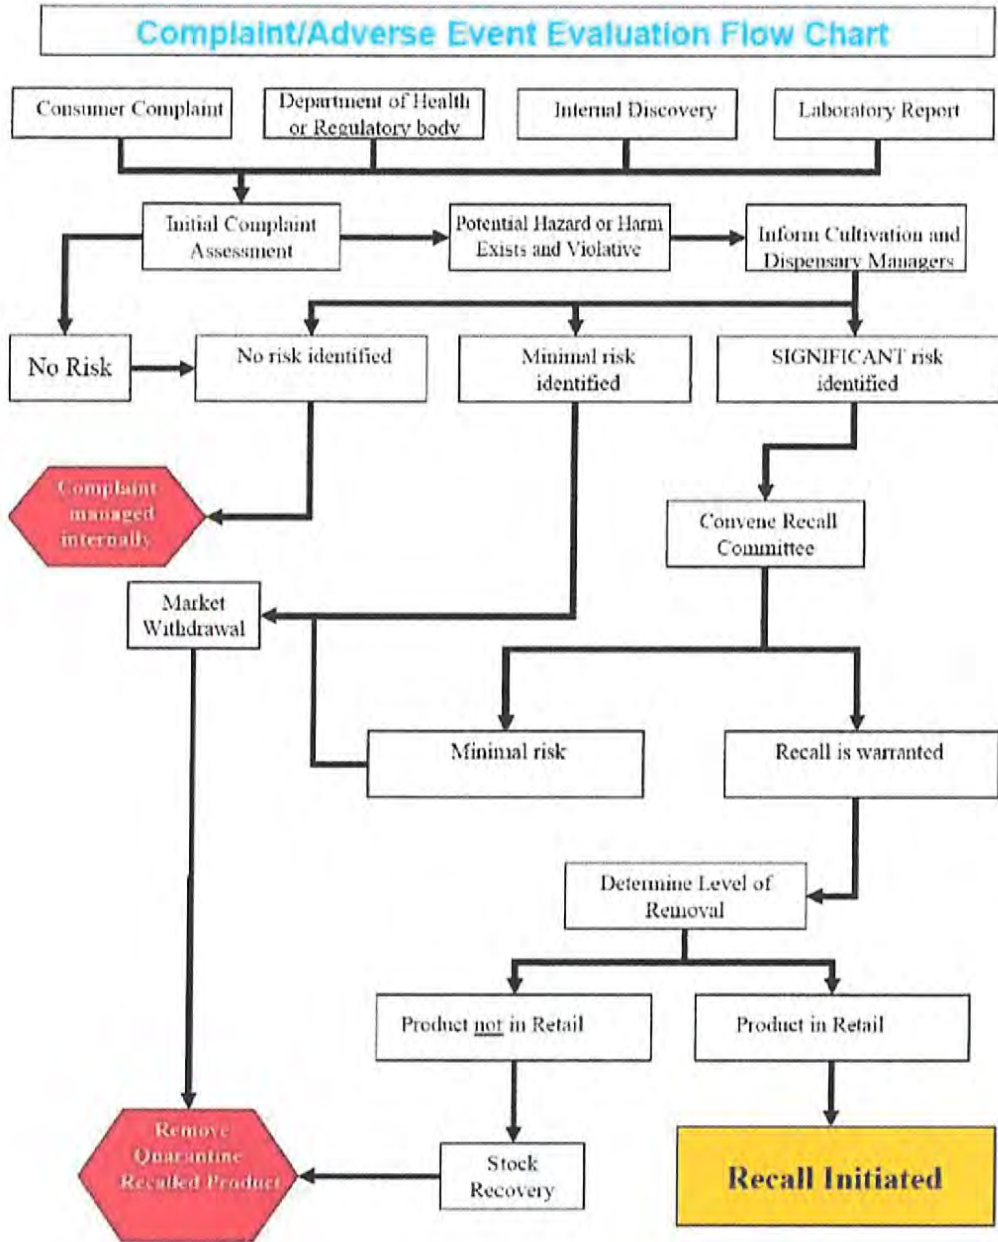 Complaint/Adverse Event Evaluation Flow Chart
Consumer Complaint
Department of Health
or Regulatory body
Internal Discovery
Laboratory Report
Initial Complaint
Assessment
Potential Hazard or Harm
Exists and Violative
Inform Cultivation and
Dispensary Managers
No Risk
No risk identified
Minimal risk
identified
SIGNIFICANT risk
identified
Complaint
managed
internally
Convene Recall
Committee
Market
Withdrawal
Minimal risk
Recall is warranted
Determine Level of
Removal
Product not in Retail
Product in Retail
Remove
Quarantine
Recalled Product
Stock
Recovery
Recall Initiated